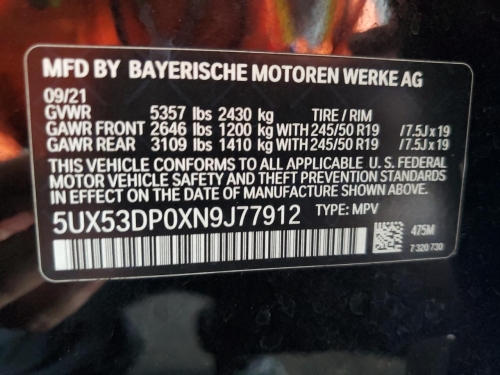 MFD BY BAYERISCHE MOTOREN WERKE AG
09/21
GVWR 5357 lbs 2430 kg TIRE / RIM
GAWR FRONT 2646 lbs 1200 kg WITH 245/50 R19 /7.5J x 19
GAWR REAR 3109 lbs 1410 kg WITH 245/50 R19 /7.5J x 19
THIS VEHICLE CONFORMS TO ALL APPLICABLE U. S. FEDERAL
MOTOR VEHICLE SAFETY AND THEFT PREVENTION STANDARDS
IN EFFECT ON THE DATE OF MANUFACTURE SHOWN ABOVE.
5UX53DP0XN9J77912 TYPE: MPV
475M
7 320 730